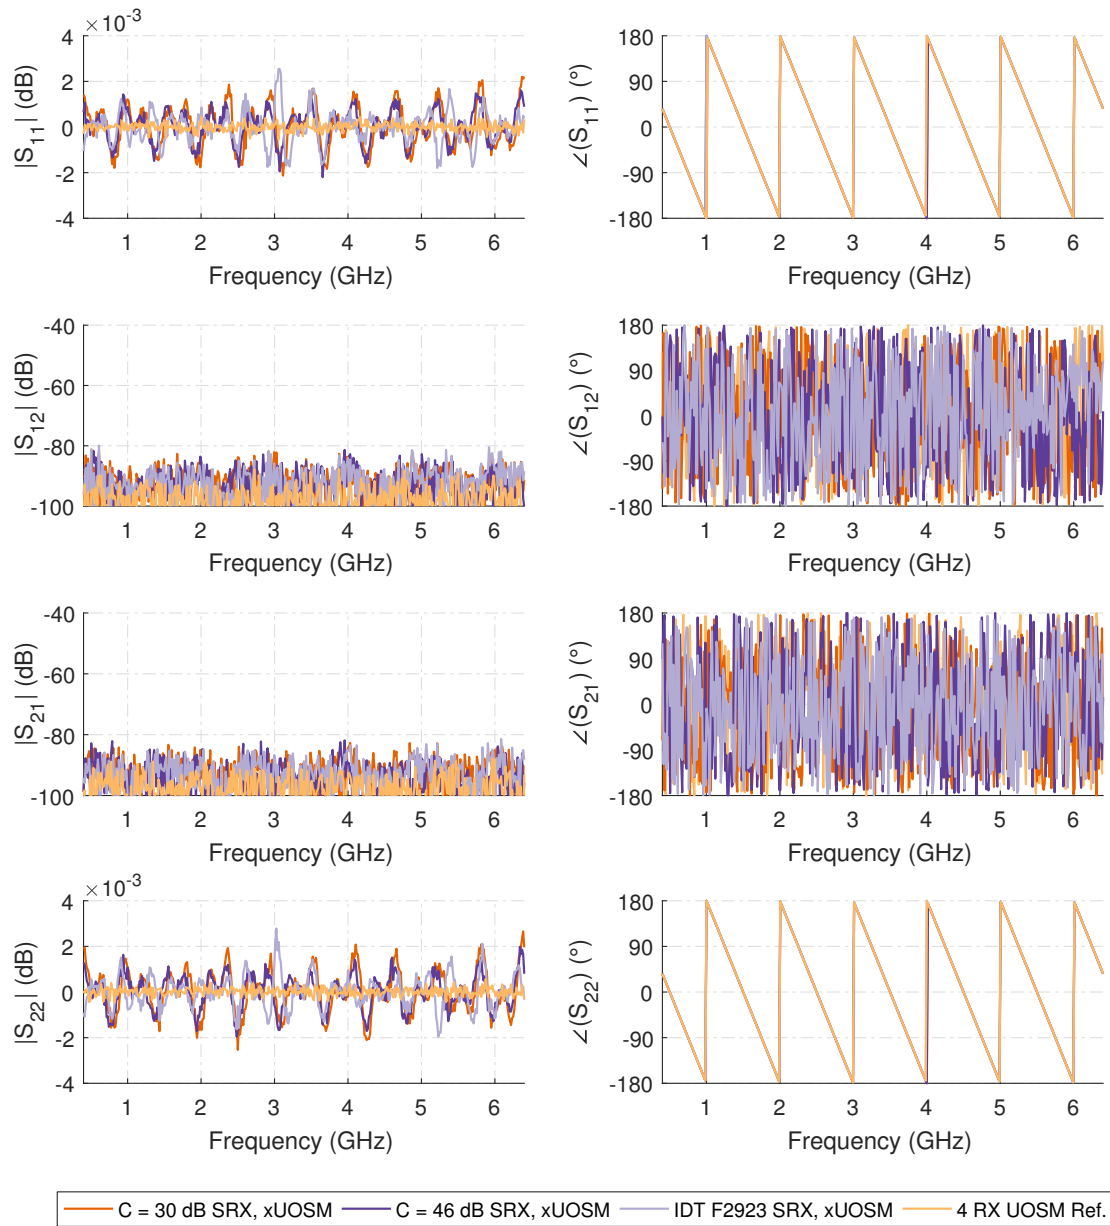 ×10⁻³
|S₁₁| (dB)
4
2
0
-2
-4
1 2 3 4 5 6
Frequency (GHz)
∠(S₁₁) (°)
180
90
0
-90
-180
1 2 3 4 5 6
Frequency (GHz)
|S₁₂| (dB)
-40
-60
-80
-100
1 2 3 4 5 6
Frequency (GHz)
∠(S₁₂) (°)
180
90
0
-90
-180
1 2 3 4 5 6
Frequency (GHz)
|S₂₁| (dB)
-40
-60
-80
-100
1 2 3 4 5 6
Frequency (GHz)
∠(S₂₁) (°)
180
90
0
-90
-180
1 2 3 4 5 6
Frequency (GHz)
×10⁻³
|S₂₂| (dB)
4
2
0
-2
-4
1 2 3 4 5 6
Frequency (GHz)
∠(S₂₂) (°)
180
90
0
-90
-180
1 2 3 4 5 6
Frequency (GHz)
C = 30 dB SRX, xUOSM C = 46 dB SRX, xUOSM IDT F2923 SRX, xUOSM 4 RX UOSM Ref.